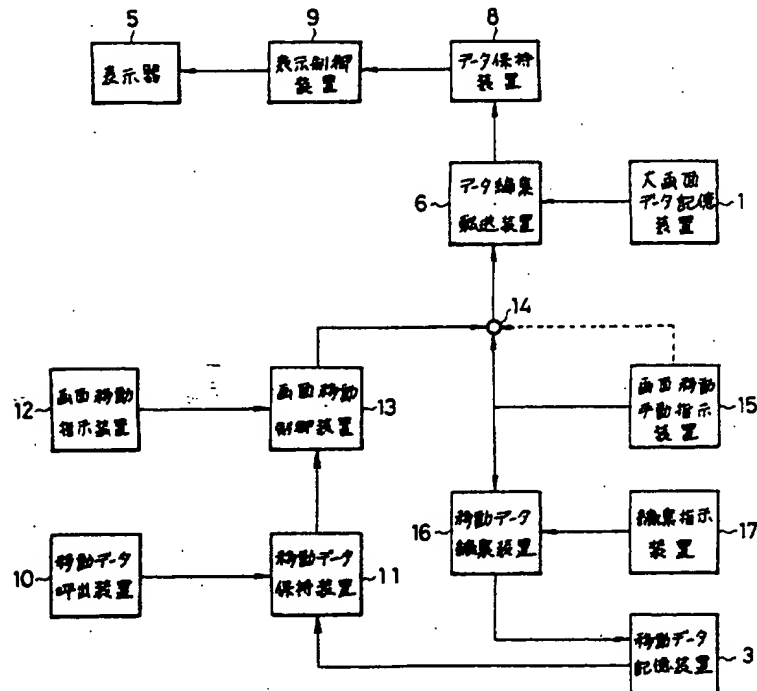 5
9
8
表示器
表示制御
装置
データ保持
装置
6
データ編集
転送装置
大画面
データ記憶
装置
1
14
12
画面移動
指示装置
画面移動
制御装置
13
画面移動
手動指示
装置
15
10
移動データ
呼出装置
移動データ
保持装置
11
16
移動データ
編集装置
編集指示
装置
17
移動データ
記憶装置
3